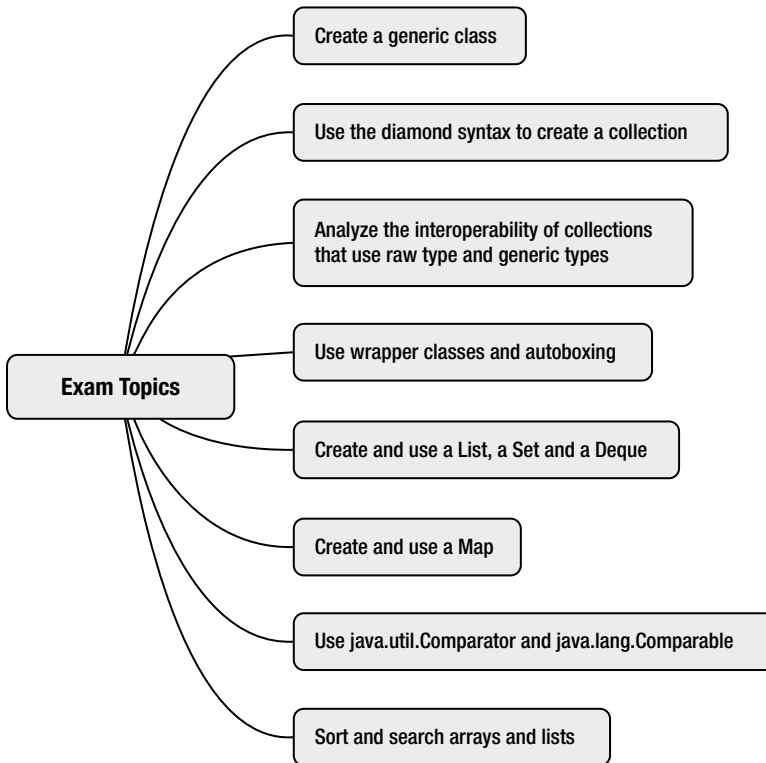 Create a generic class
Use the diamond syntax to create a collection
Analyze the interoperability of collections
that use raw type and generic types
Use wrapper classes and autoboxing
Exam Topics
Create and use a List, a Set and a Deque
Create and use a Map
Use java.util.Comparator and java.lang.Comparable
Sort and search arrays and lists